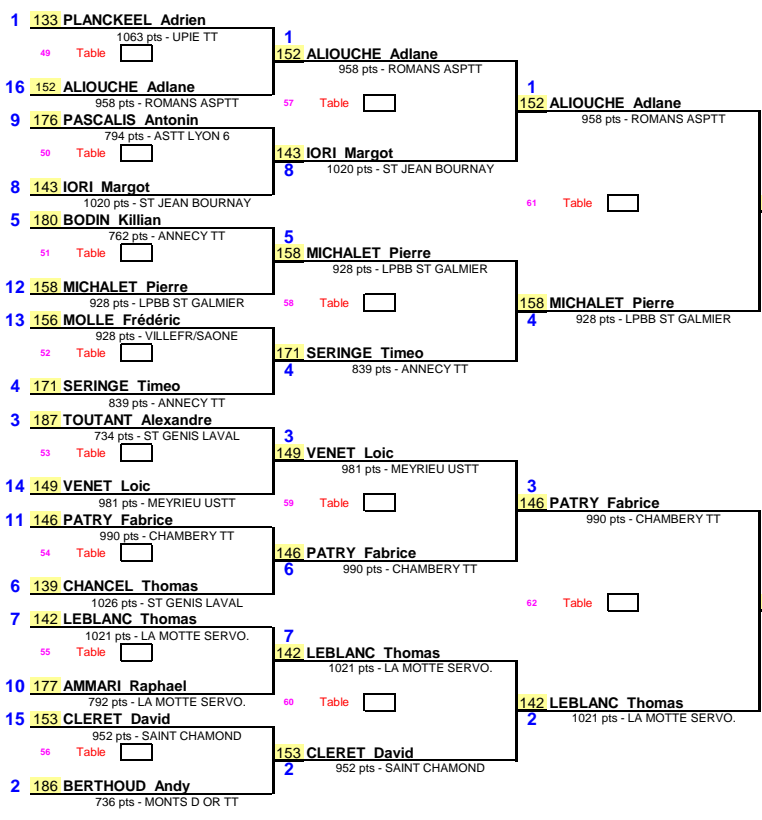 1 133 PLANCKEEL Adrien
1063 pts - UPIE TT
49 Table
16 152 ALIOUCHE Adlane
958 pts - ROMANS ASPTT
9 176 PASCALIS Antonin
794 pts - ASTT LYON 6
50 Table
8 143 IORI Margot
1020 pts - ST JEAN BOURNAY
5 180 BODIN Killian
762 pts - ANNECY TT
51 Table
12 158 MICHALET Pierre
928 pts - LPBB ST GALMIER
13 156 MOLLE Frédéric
928 pts - VILLEFR/SAONE
52 Table
4 171 SERINGE Timeo
839 pts - ANNECY TT
3 187 TOUTANT Alexandre
734 pts - ST GENIS LAVAL
53 Table
14 149 VENET Loic
981 pts - MEYRIEU USTT
11 146 PATRY Fabrice
990 pts - CHAMBERY TT
54 Table
6 139 CHANCEL Thomas
1026 pts - ST GENIS LAVAL
7 142 LEBLANC Thomas
1021 pts - LA MOTTE SERVO.
55 Table
10 177 AMMARI Raphael
792 pts - LA MOTTE SERVO.
15 153 CLERET David
952 pts - SAINT CHAMOND
56 Table
2 186 BERTHOUD Andy
736 pts - MONTS D OR TT
1
152 ALIOUCHE Adlane
958 pts - ROMANS ASPTT
57 Table
143 IORI Margot
8 1020 pts - ST JEAN BOURNAY
5
158 MICHALET Pierre
928 pts - LPBB ST GALMIER
58 Table
171 SERINGE Timeo
4 839 pts - ANNECY TT
3
149 VENET Loic
981 pts - MEYRIEU USTT
59 Table
146 PATRY Fabrice
6 990 pts - CHAMBERY TT
7
142 LEBLANC Thomas
1021 pts - LA MOTTE SERVO.
60 Table
153 CLERET David
2 952 pts - SAINT CHAMOND
1
152 ALIOUCHE Adlane
958 pts - ROMANS ASPTT
61 Table
158 MICHALET Pierre
4 928 pts - LPBB ST GALMIER
3
146 PATRY Fabrice
990 pts - CHAMBERY TT
62 Table
142 LEBLANC Thomas
2 1021 pts - LA MOTTE SERVO.